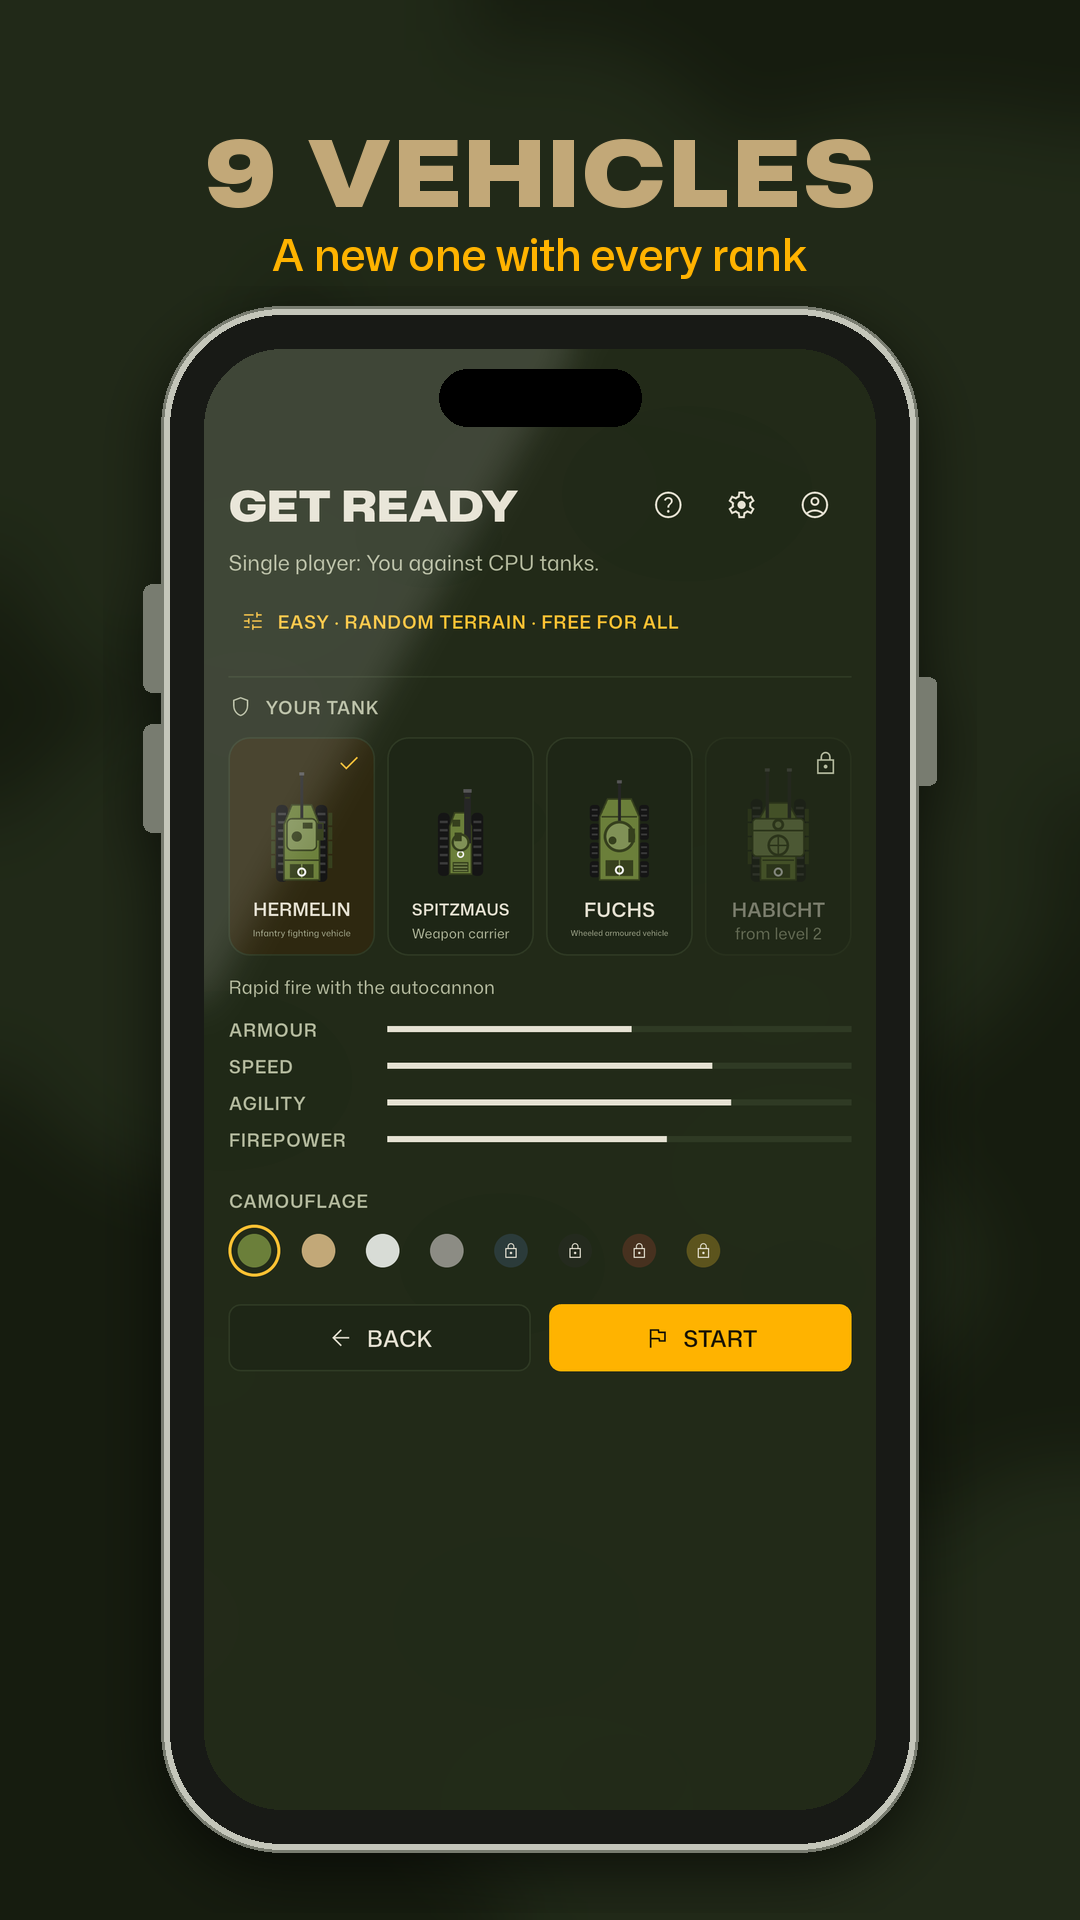 9 VEHICLES
A new one with every rank
GET READY
Single player: You against CPU tanks.
EASY · RANDOM TERRAIN · FREE FOR ALL
YOUR TANK
HERMELIN
Infantry fighting vehicle
SPITZMAUS
Weapon carrier
FUCHS
Wheeled armoured vehicle
HABICHT
from level 2
Rapid fire with the autocannon
ARMOUR
SPEED
AGILITY
FIREPOWER
CAMOUFLAGE
BACK
START